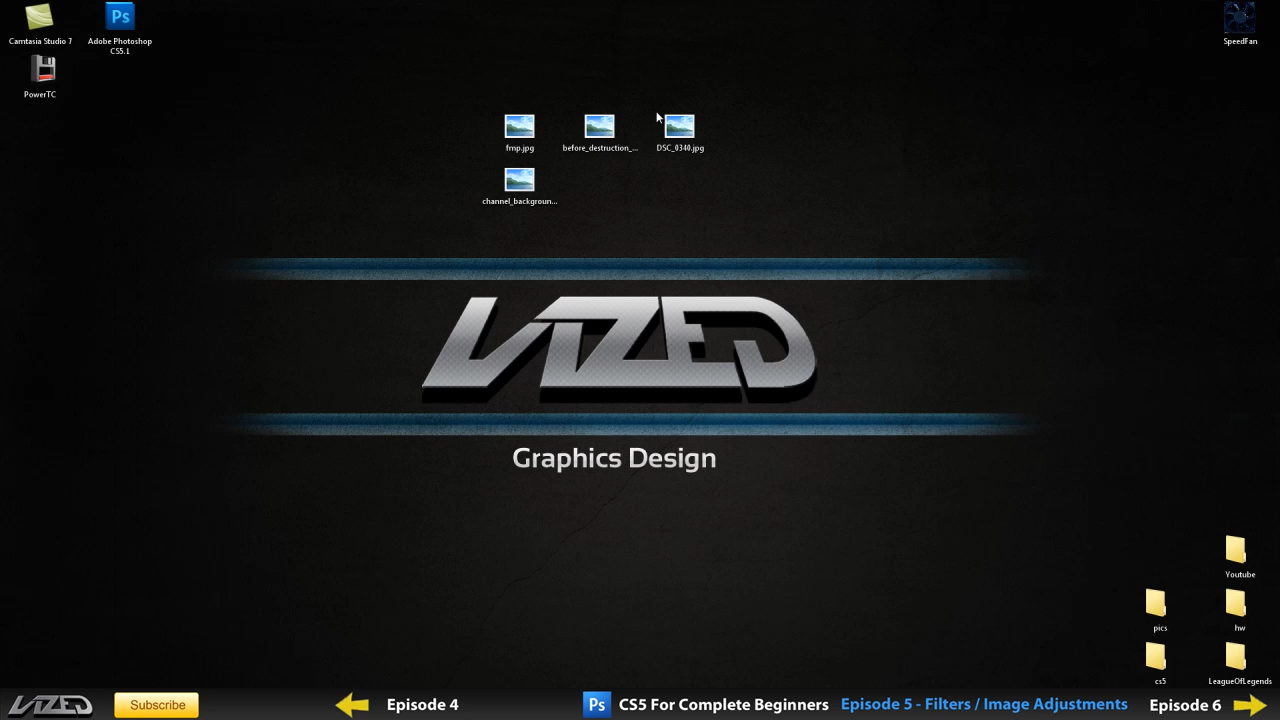 Camtasia Studio 7
Adobe Photoshop
CS5.1
SpeedFan
PowerTC
Ps
fmp.jpg
before_destruction_...
DSC_0340.jpg
channel_backgroun...
VIZED
Graphics Design
Youtube
pics
hw
cs5
LeagueOfLegends
VIZED
Subscribe
Episode 4
Ps
CS5 For Complete Beginners
Episode 5 - Filters / Image Adjustments
Episode 6